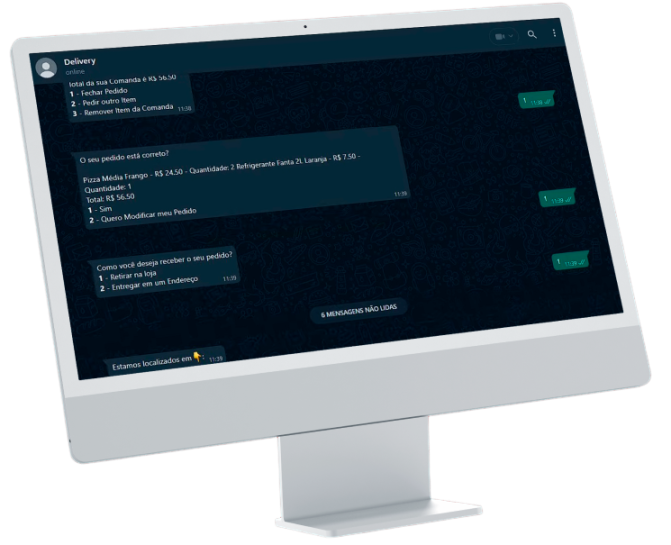 Delivery
online
Total da sua Comanda é R$ 56.50
1 - Fechar Pedido
2 - Pedir outro Item
3 - Remover Item da Comanda 11:38
1 11:38
O seu pedido está correto?
Pizza Média Frango - R$ 24.50 - Quantidade: 2 Refrigerante Fanta 2L Laranja - R$ 7.50 -
Quantidade: 1
Total: R$ 56.50
1 - Sim
2 - Quero Modificar meu Pedido
11:38
1 11:39
Como você deseja receber o seu pedido?
1 - Retirar na loja
2 - Entregar em um Endereço 11:39
1 11:39
6 MENSAGENS NÃO LIDAS
Estamos localizados em 👇: 11:39